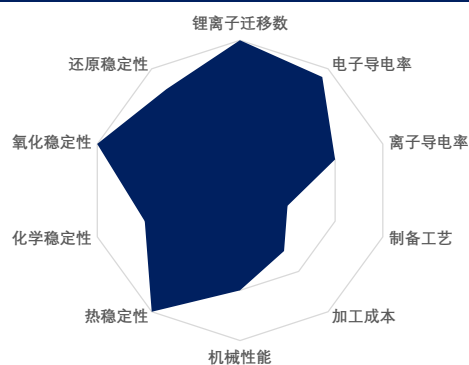 锂离子迁移数
还原稳定性
电子导电率
氧化稳定性
离子导电率
化学稳定性
制备工艺
热稳定性
加工成本
机械性能